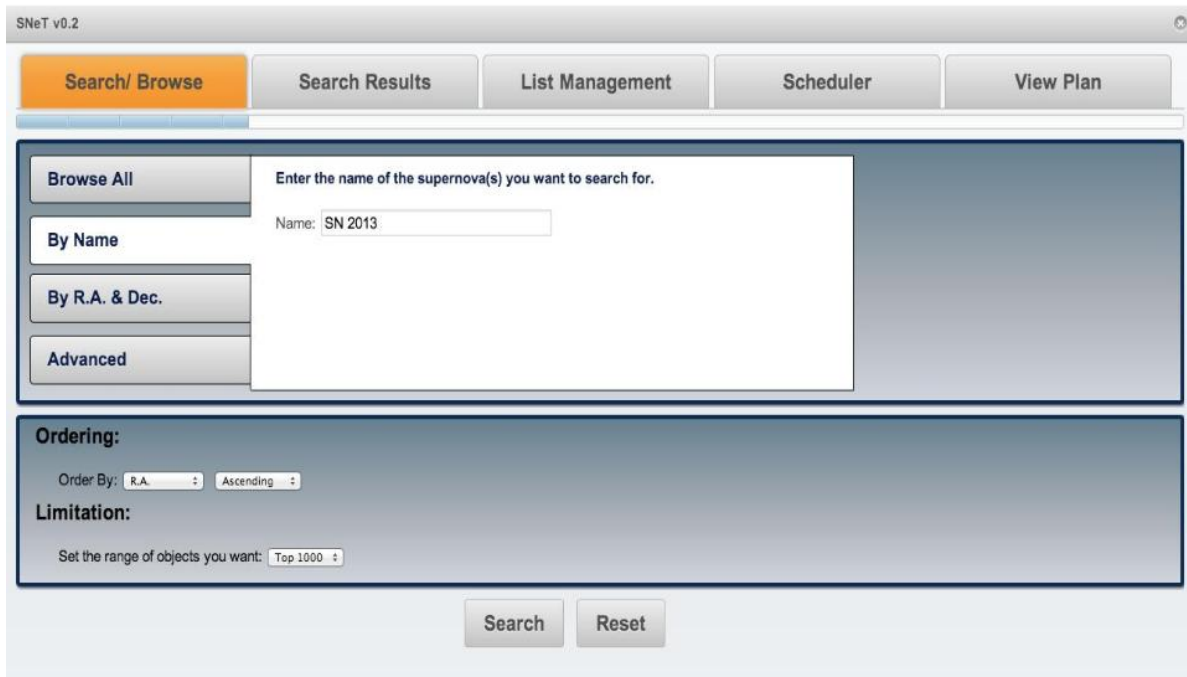 SNeT v0.2
Search/ Browse
Search Results
List Management
Scheduler
View Plan
Browse All
By Name
By R.A. & Dec.
Advanced
Enter the name of the supernova(s) you want to search for.
Name: SN 2013
Ordering:
Order By: R.A. Ascending
Limitation:
Set the range of objects you want: Top 1000
Search
Reset